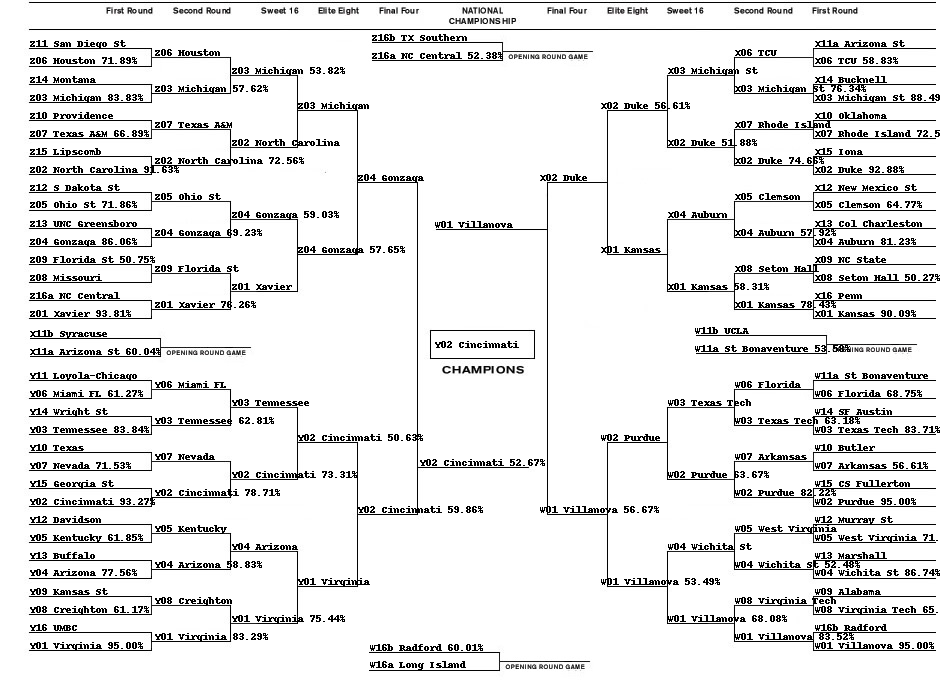 First Round Second Round Sweet 16 Elite Eight Final Four NATIONAL CHAMPIONSHIP Final Four Elite Eight Sweet 16 Second Round First Round
Z16b TX Southern
Z16a NC Central 52.38% OPENING ROUND GAME
Z11 San Diego St
Z06 Houston 71.89%
Z14 Montana
Z03 Michigan 83.83%
Z10 Providence
Z07 Texas A&M 66.89%
Z15 Lipscomb
Z02 North Carolina 91.63%
Z12 S Dakota St
Z05 Ohio St 71.86%
Z13 UNC Greensboro
Z04 Gonzaga 86.06%
Z09 Florida St 50.75%
Z08 Missouri
Z16a NC Central
Z01 Xavier 93.81%
Z06 Houston
Z03 Michigan 57.62%
Z07 Texas A&M
Z02 North Carolina 72.56%
Z05 Ohio St
Z04 Gonzaga 69.23%
Z09 Florida St
Z01 Xavier 76.26%
Z03 Michigan 53.82%
Z02 North Carolina
Z04 Gonzaga 59.03%
Z01 Xavier
Z03 Michigan
Z04 Gonzaga 57.65%
Z04 Gonzaga
X11b Syracuse
X11a Arizona St 60.04% OPENING ROUND GAME
Y11 Loyola-Chicago
Y06 Miami FL 61.27%
Y14 Wright St
Y03 Tennessee 83.84%
Y10 Texas
Y07 Nevada 71.53%
Y15 Georgia St
Y02 Cincinnati 93.27%
Y12 Davidson
Y05 Kentucky 61.85%
Y13 Buffalo
Y04 Arizona 77.56%
Y09 Kansas St
Y08 Creighton 61.17%
Y16 UMBC
Y01 Virginia 95.00%
Y06 Miami FL
Y03 Tennessee 62.81%
Y07 Nevada
Y02 Cincinnati 78.71%
Y05 Kentucky
Y04 Arizona 58.83%
Y08 Creighton
Y01 Virginia 83.29%
Y03 Tennessee
Y02 Cincinnati 73.31%
Y04 Arizona
Y01 Virginia 75.44%
Y02 Cincinnati 50.63%
Y01 Virginia
Y02 Cincinnati 59.86%
Y02 Cincinnati 52.67%
W01 Villanova
Y02 Cincinnati
CHAMPIONS
W16b Radford 60.01%
W16a Long Island OPENING ROUND GAME
X02 Duke
X02 Duke 56.61%
X01 Kansas
X03 Michigan St
X02 Duke 51.88%
X04 Auburn
X01 Kansas 58.31%
X06 TCU
X03 Michigan St 76.34%
X07 Rhode Island
X02 Duke 74.66%
X05 Clemson
X04 Auburn 57.92%
X08 Seton Hall
X01 Kansas 78.43%
X11a Arizona St
X06 TCU 58.83%
X14 Bucknell
X03 Michigan St 88.49
X10 Oklahoma
X07 Rhode Island 72.5
X15 Iona
X02 Duke 92.88%
X12 New Mexico St
X05 Clemson 64.77%
X13 Col Charleston
X04 Auburn 81.23%
X09 NC State
X08 Seton Hall 50.27%
X16 Penn
X01 Kansas 90.09%
W11b UCLA
W11a St Bonaventure 53.58% OPENING ROUND GAME
W01 Villanova 56.67%
W02 Purdue
W01 Villanova 53.49%
W03 Texas Tech
W02 Purdue 63.67%
W04 Wichita St
W01 Villanova 68.08%
W06 Florida
W03 Texas Tech 63.18%
W07 Arkansas
W02 Purdue 82.22%
W05 West Virginia
W04 Wichita St 52.48%
W08 Virginia Tech
W01 Villanova 83.52%
W11a St Bonaventure
W06 Florida 68.75%
W14 SF Austin
W03 Texas Tech 83.71%
W10 Butler
W07 Arkansas 56.61%
W15 CS Fullerton
W02 Purdue 95.00%
W12 Murray St
W05 West Virginia 71.
W13 Marshall
W04 Wichita St 86.74%
W09 Alabama
W08 Virginia Tech 65.
W16b Radford
W01 Villanova 95.00%